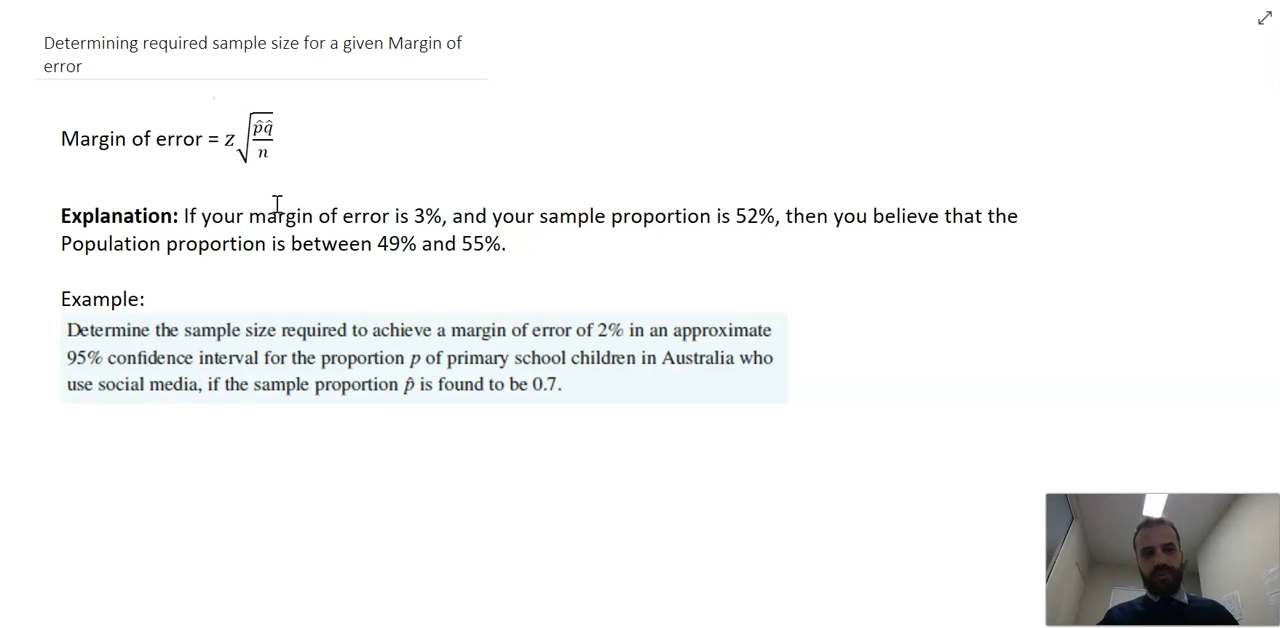 Determining required sample size for a given Margin of
error
Margin of error = z√(p̂q̂/n)
Explanation: If your margin of error is 3%, and your sample proportion is 52%, then you believe that the
Population proportion is between 49% and 55%.
Example:
Determine the sample size required to achieve a margin of error of 2% in an approximate
95% confidence interval for the proportion p of primary school children in Australia who
use social media, if the sample proportion p̂ is found to be 0.7.